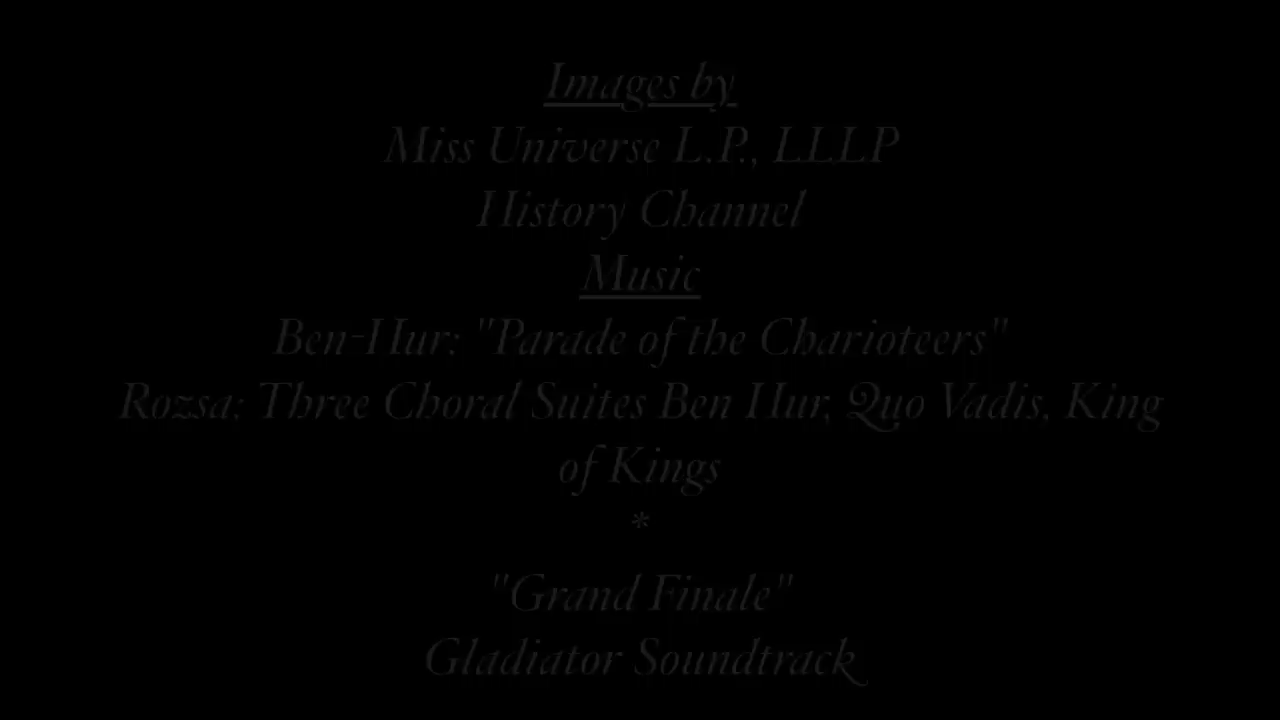 Images by
Miss Universe L.P., LLLP
History Channel
Music
Ben-Hur: "Parade of the Charioteers"
Rozsa: Three Choral Suites Ben Hur, Quo Vadis, King
of Kings
*
"Grand Finale"
Gladiator Soundtrack